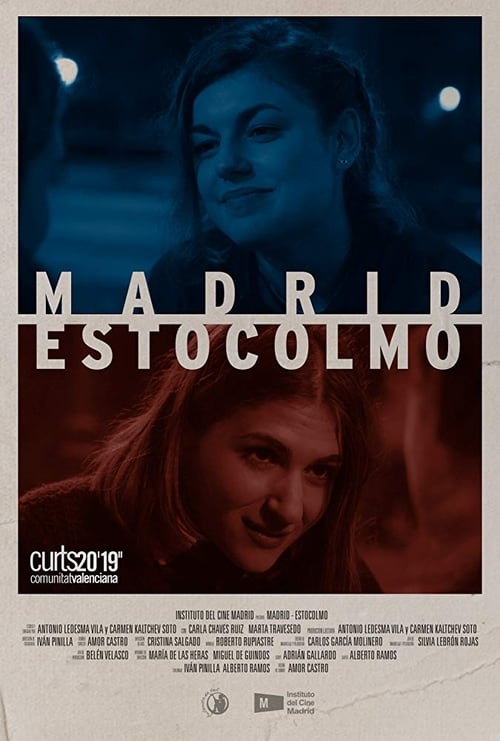 MADRID
ESTOCOLMO
curts20'19"
comunitatvalenciana
INSTITUTO DEL CINE MADRID PRESENTA MADRID - ESTOCOLMO
ANTONIO LEDESMA VILA y CARMEN KALTCHEV SOTO CON CARLA CHAVES RUIZ MARTA TRAVESEDO ANTONIO LEDESMA VILA y CARMEN KALTCHEV SOTO
IVÁN PINILLA AMOR CASTRO CRISTINA SALGADO ROBERTO RUPIASTRE CARLOS GARCÍA MOLINERO SILVIA LEBRÓN ROJAS
BELÉN VELASCO MARÍA DE LAS HERAS MIGUEL DE GUINDOS ADRIÁN GALLARDO ALBERTO RAMOS
IVÁN PINILLA ALBERTO RAMOS AMOR CASTRO
M
Instituto
del Cine
Madrid